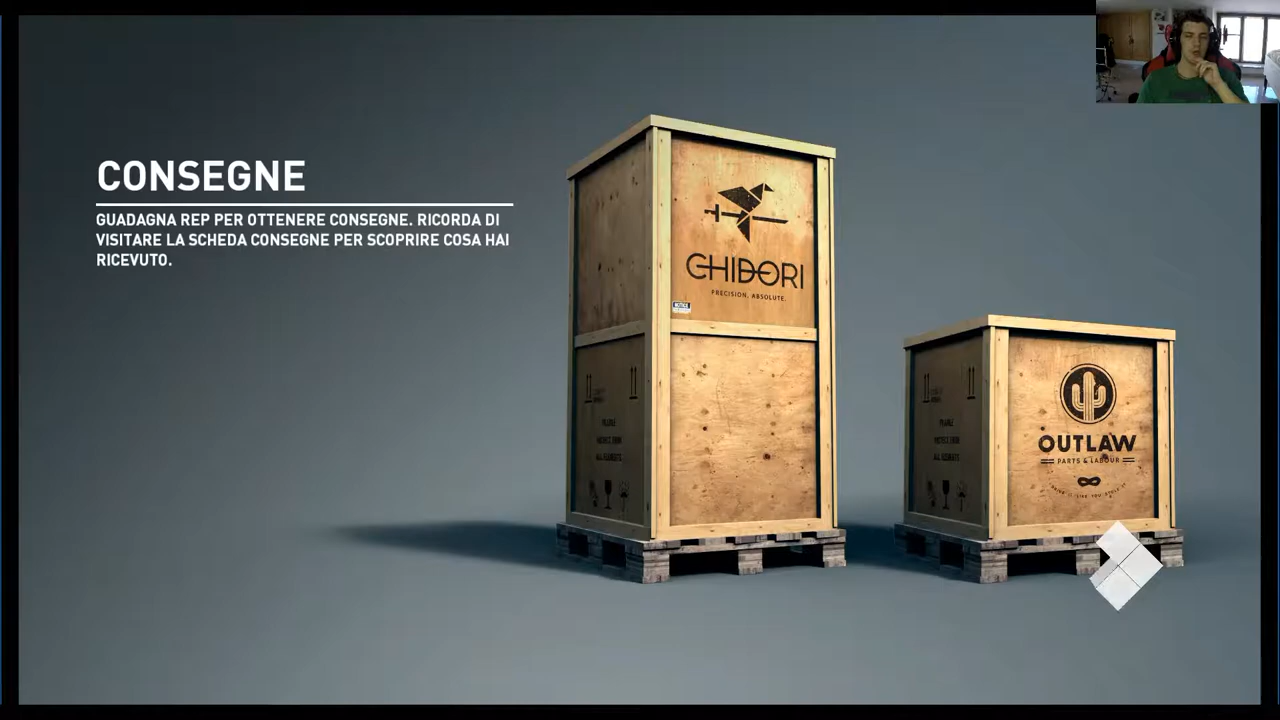 CONSEGNE
GUADAGNA REP PER OTTENERE CONSEGNE. RICORDA DI
VISITARE LA SCHEDA CONSEGNE PER SCOPRIRE COSA HAI
RICEVUTO.
CHIDORI
PRECISION. ABSOLUTE.
NOTICE
OUTLAW
PARTS & LABOUR